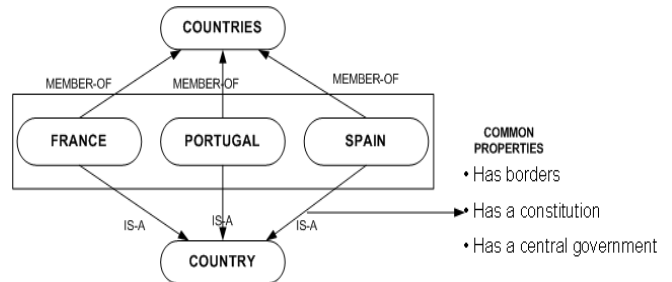 COUNTRIES
MEMBER-OF
MEMBER-OF
MEMBER-OF
FRANCE
PORTUGAL
SPAIN
IS-A
IS-A
IS-A
COUNTRY
COMMON
PROPERTIES
• Has borders
• Has a constitution
• Has a central government